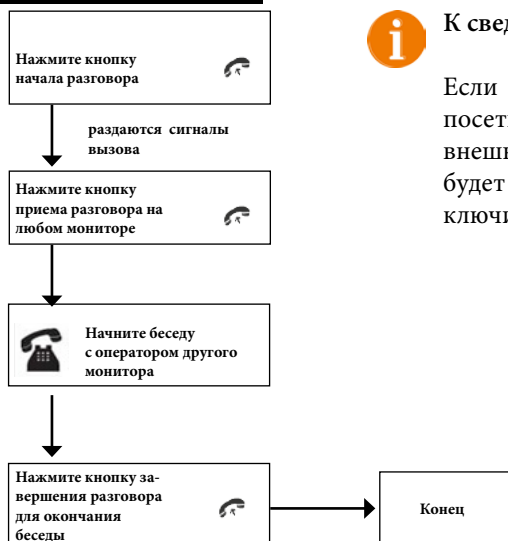 Нажмите кнопку
начала разговора
раздаются сигналы
вызова
Нажмите кнопку
приема разговора на
любом мониторе
Начните беседу
с оператором другого
монитора
Нажмите кнопку за-
вершения разговора
для окончания
беседы
Конец
i
К свед
Если
посети
внешн
будет
ключи